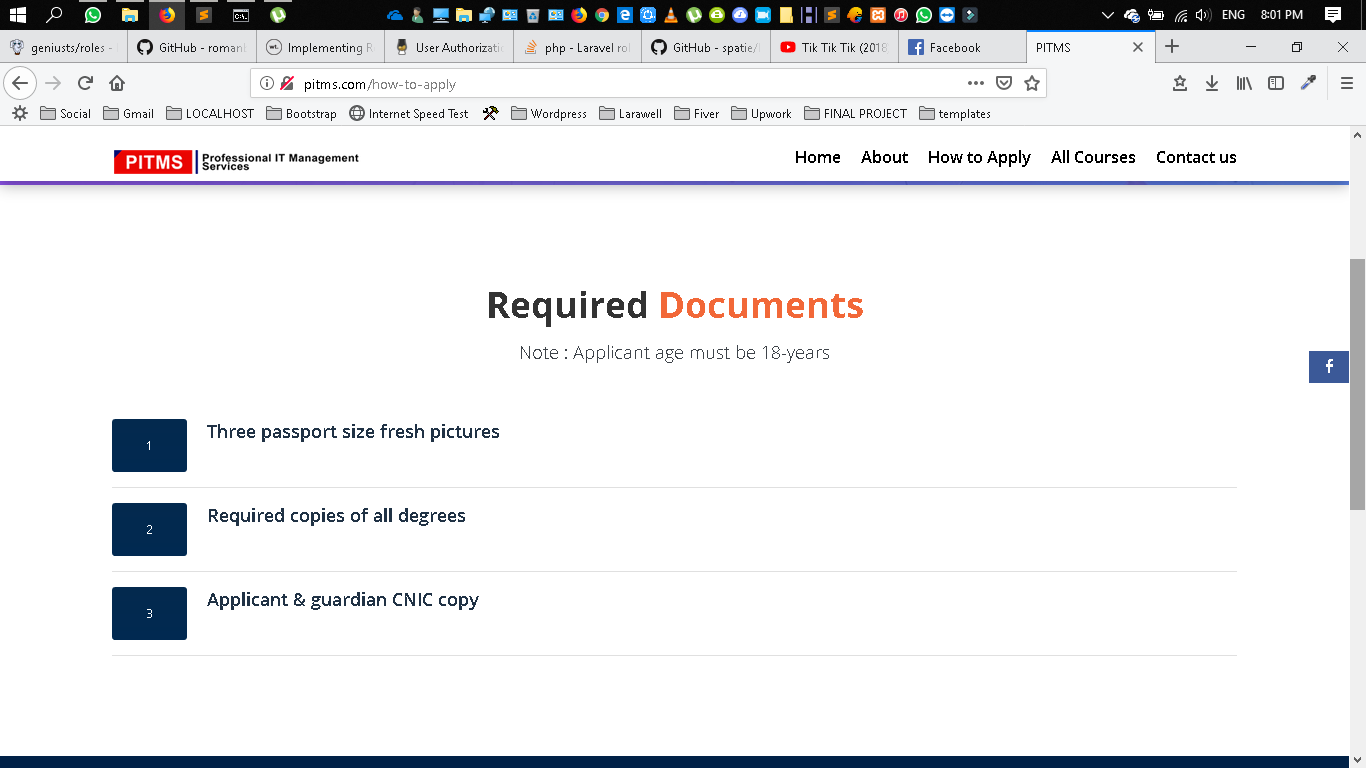 ENG
8:01 PM
geniusts/roles -
GitHub - roman
Implementing R
User Authorizati
php - Laravel rol
GitHub - spatie/l
Tik Tik Tik (2018
Facebook
PITMS
pitms.com/how-to-apply
Social
Gmail
LOCALHOST
Bootstrap
Internet Speed Test
Wordpress
Larawell
Fiver
Upwork
FINAL PROJECT
templates
PITMS
Professional IT Management
Services
Home
About
How to Apply
All Courses
Contact us
Required Documents
Note : Applicant age must be 18-years
1
Three passport size fresh pictures
2
Required copies of all degrees
3
Applicant & guardian CNIC copy